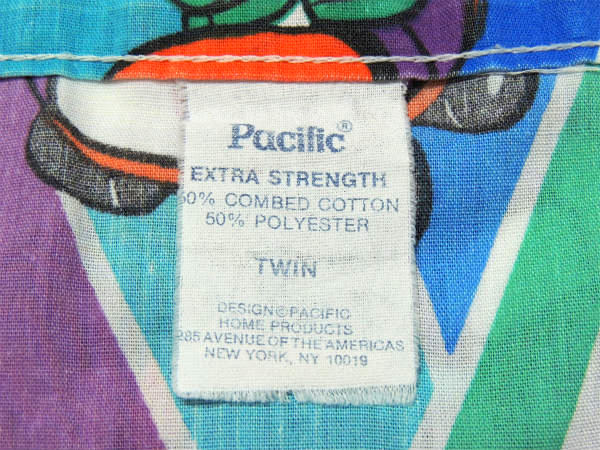 Pacific®
EXTRA STRENGTH
50% COMBED COTTON
50% POLYESTER
TWIN
DESIGN©PACIFIC
HOME PRODUCTS
285 AVENUE OF THE AMERICAS
NEW YORK, NY 10019